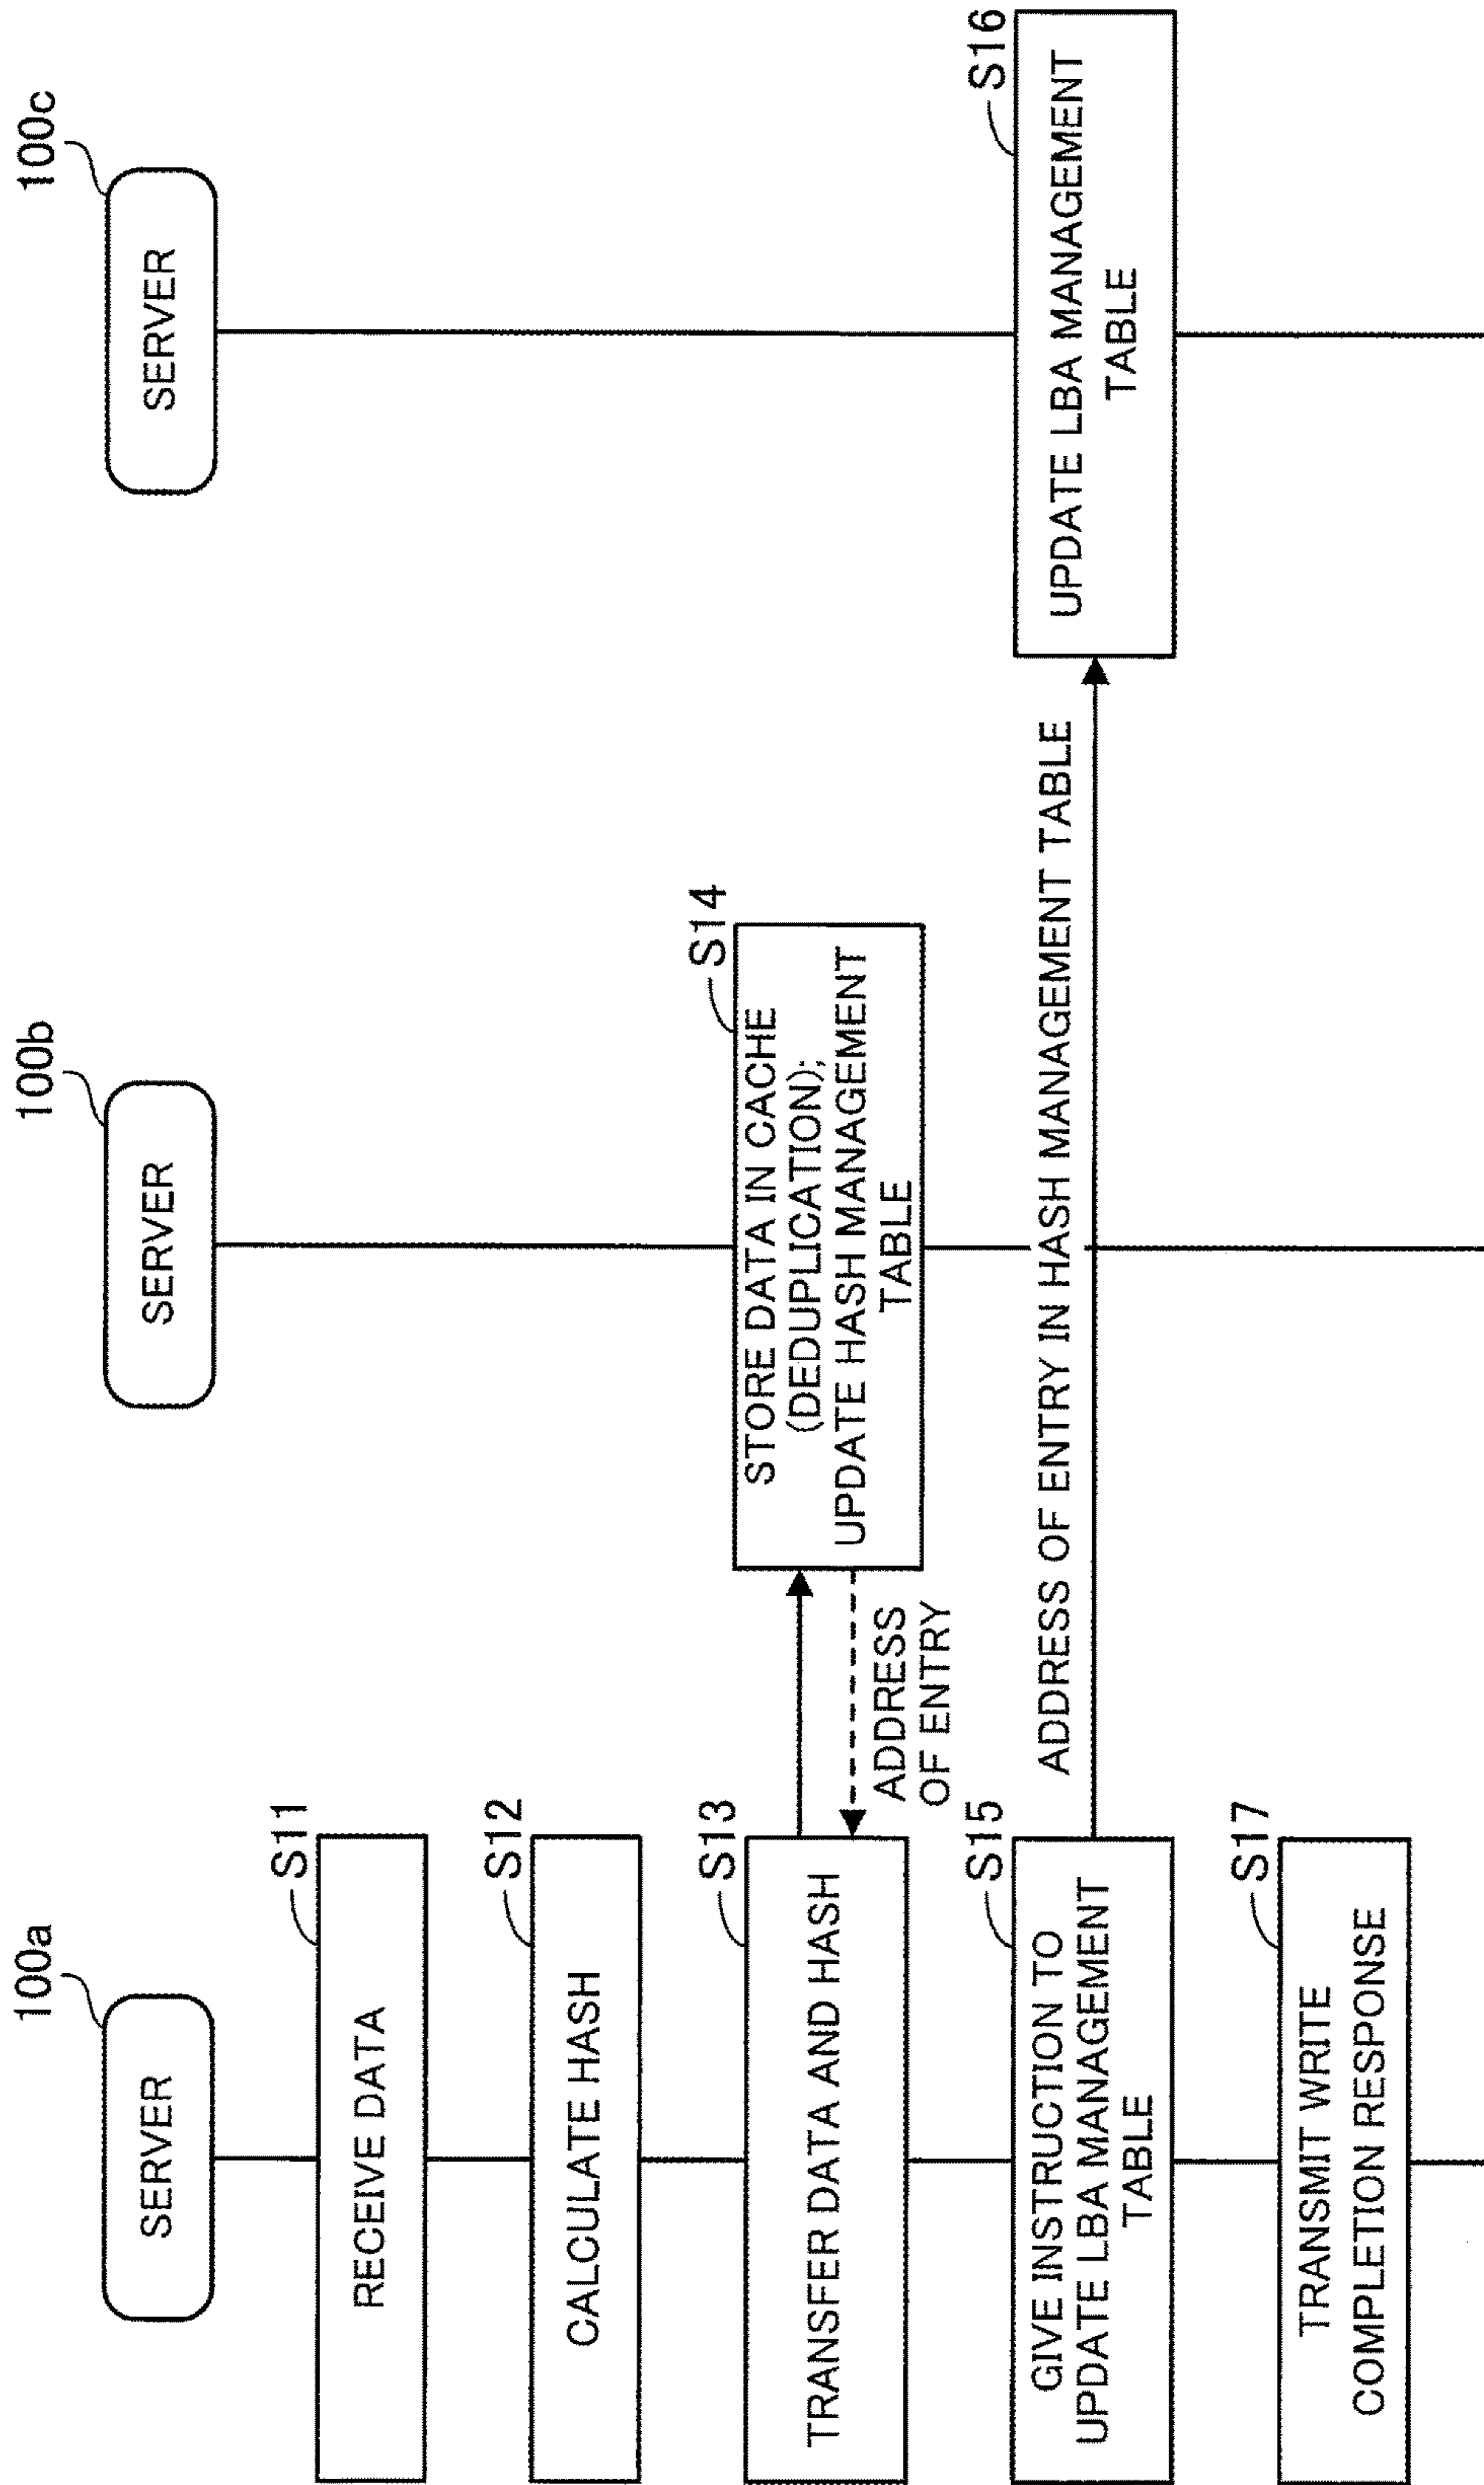 100a
SERVER
100b
SERVER
100c
SERVER
S11
RECEIVE DATA
S12
CALCULATE HASH
S13
TRANSFER DATA AND HASH
S14
STORE DATA IN CACHE
(DEDUPLICATION);
UPDATE HASH MANAGEMENT
TABLE
ADDRESS
OF ENTRY
S15
GIVE INSTRUCTION TO
UPDATE LBA MANAGEMENT
TABLE
ADDRESS OF ENTRY IN HASH MANAGEMENT TABLE
S16
UPDATE LBA MANAGEMENT
TABLE
S17
TRANSMIT WRITE
COMPLETION RESPONSE